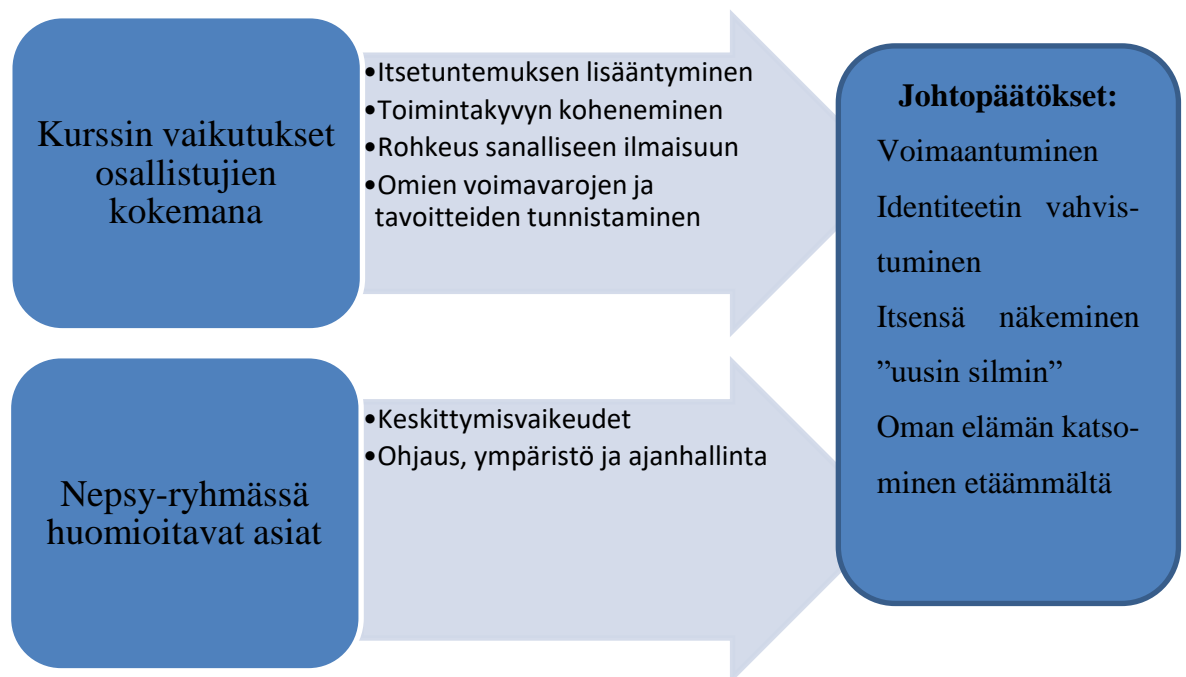 Kurssin vaikutukset
osallistujien
kokemana
•Itsetuntemuksen lisääntyminen
•Toimintakyvyn koheneminen
•Rohkeus sanalliseen ilmaisuun
•Omien voimavarojen ja
tavoitteiden tunnistaminen
Nepsy-ryhmässä
huomioitavat asiat
•Keskittymisvaikeudet
•Ohjaus, ympäristö ja ajanhallinta
Johtopäätökset:
Voimaantuminen
Identiteetin vahvis-
tuminen
Itsensä näkeminen
”uusin silmin”
Oman elämän katso-
minen etäämmältä